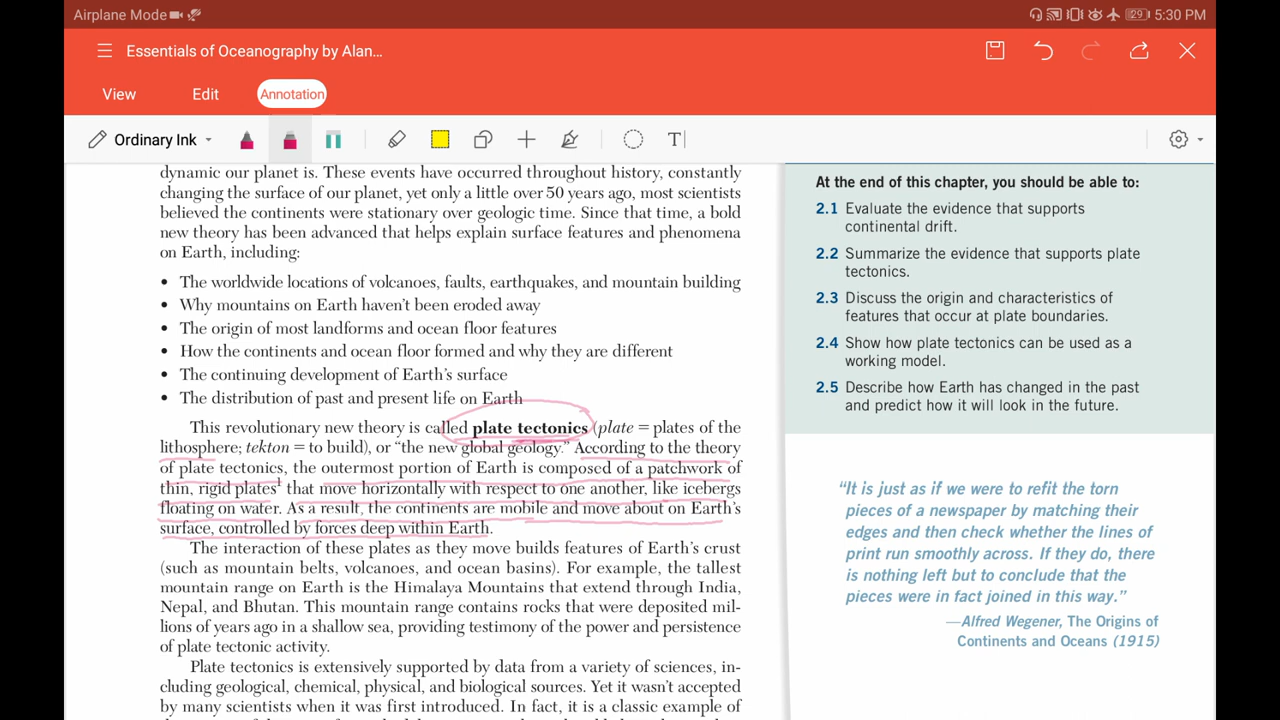 Airplane Mode
29 5:30 PM
Essentials of Oceanography by Alan...
View Edit Annotation
Ordinary Ink
T
dynamic our planet is. These events have occurred throughout history, constantly
changing the surface of our planet, yet only a little over 50 years ago, most scientists
believed the continents were stationary over geologic time. Since that time, a bold
new theory has been advanced that helps explain surface features and phenomena
on Earth, including:
• The worldwide locations of volcanoes, faults, earthquakes, and mountain building
• Why mountains on Earth haven't been eroded away
• The origin of most landforms and ocean floor features
• How the continents and ocean floor formed and why they are different
• The continuing development of Earth's surface
• The distribution of past and present life on Earth
This revolutionary new theory is called plate tectonics (plate = plates of the
lithosphere; tekton = to build), or “the new global geology.” According to the theory
of plate tectonics, the outermost portion of Earth is composed of a patchwork of
thin, rigid plates¹ that move horizontally with respect to one another, like icebergs
floating on water. As a result, the continents are mobile and move about on Earth's
surface, controlled by forces deep within Earth.
The interaction of these plates as they move builds features of Earth's crust
(such as mountain belts, volcanoes, and ocean basins). For example, the tallest
mountain range on Earth is the Himalaya Mountains that extend through India,
Nepal, and Bhutan. This mountain range contains rocks that were deposited mil-
lions of years ago in a shallow sea, providing testimony of the power and persistence
of plate tectonic activity.
Plate tectonics is extensively supported by data from a variety of sciences, in-
cluding geological, chemical, physical, and biological sources. Yet it wasn't accepted
by many scientists when it was first introduced. In fact, it is a classic example of
At the end of this chapter, you should be able to:
2.1 Evaluate the evidence that supports
continental drift.
2.2 Summarize the evidence that supports plate
tectonics.
2.3 Discuss the origin and characteristics of
features that occur at plate boundaries.
2.4 Show how plate tectonics can be used as a
working model.
2.5 Describe how Earth has changed in the past
and predict how it will look in the future.
“It is just as if we were to refit the torn
pieces of a newspaper by matching their
edges and then check whether the lines of
print run smoothly across. If they do, there
is nothing left but to conclude that the
pieces were in fact joined in this way.”
—Alfred Wegener, The Origins of
Continents and Oceans (1915)